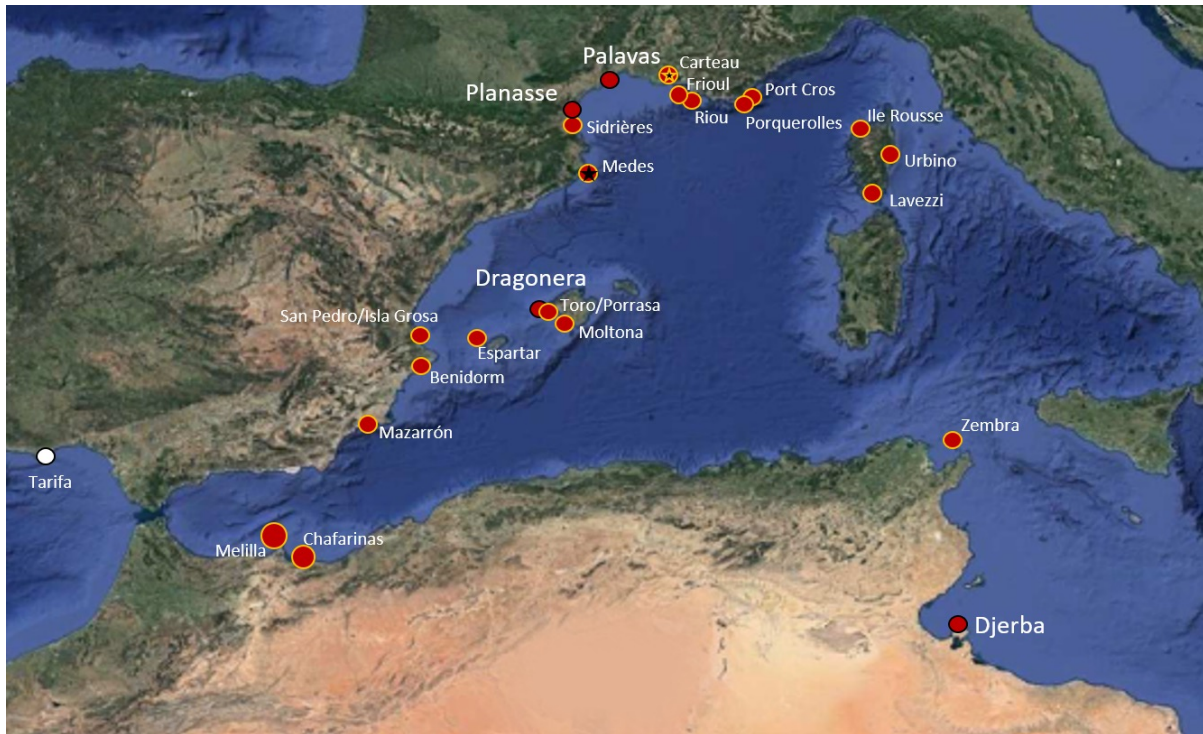 Palavas
Carteau
Frioul
Planasse
Port Cros
Riou
Porquerolles
Ile Rousse
Sidrières
Urbino
Medes
Lavezzi
Dragonera
Toro/Porrasa
San Pedro/Isla Grosa
Moltona
Espartar
Benidorm
Mazarrón
Zembra
Tarifa
Chafarinas
Melilla
Djerba